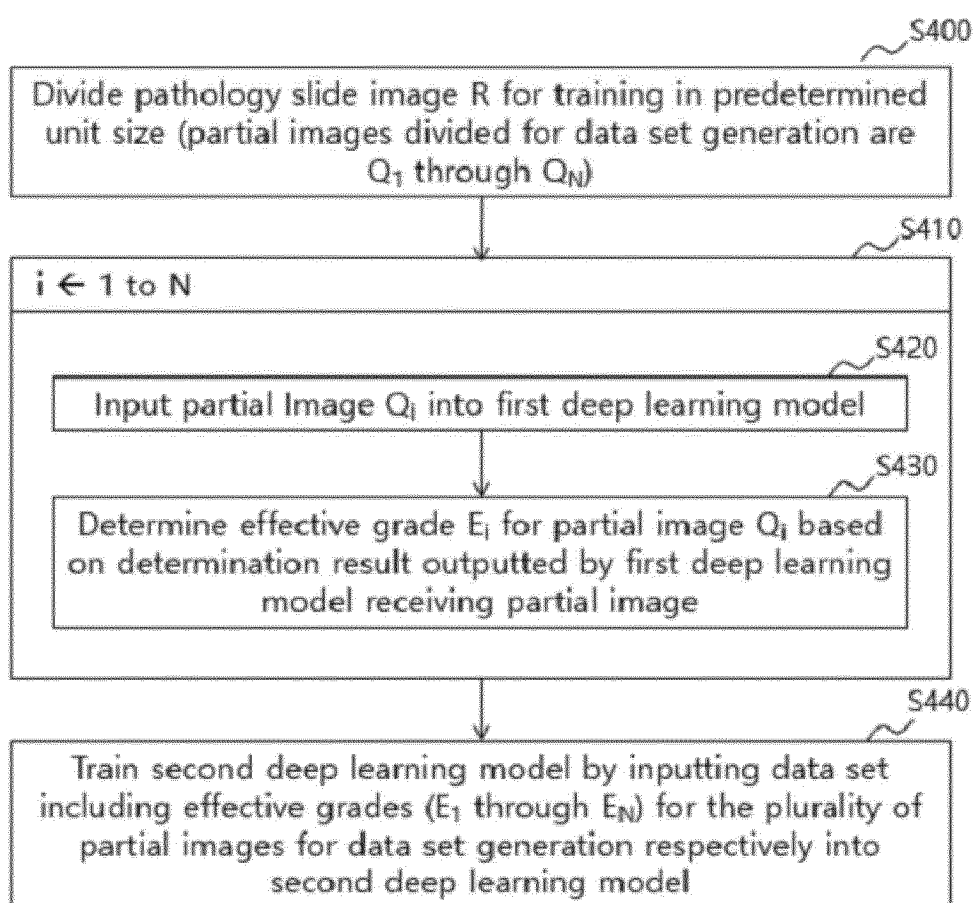 S400
Divide pathology slide image R for training in predetermined
unit size (partial images divided for data set generation are
Q₁ through Q_N)
S410
i ← 1 to N
S420
Input partial Image Qᵢ into first deep learning model
S430
Determine effective grade Eᵢ for partial image Qᵢ based
on determination result outputted by first deep learning
model receiving partial image
S440
Train second deep learning model by inputting data set
including effective grades (E₁ through E_N) for the plurality of
partial images for data set generation respectively into
second deep learning model